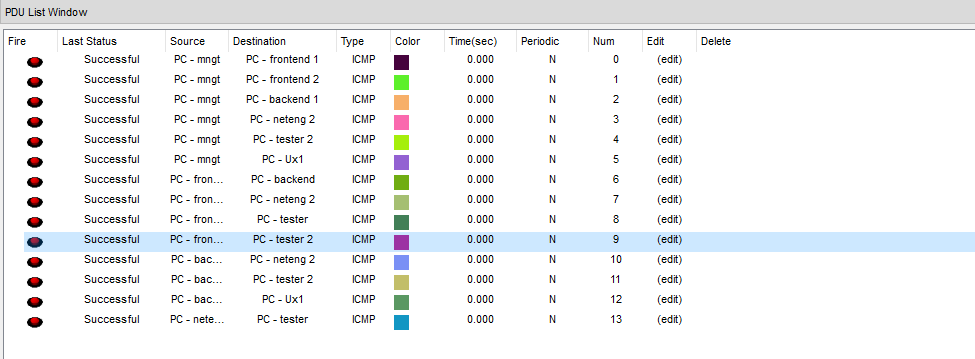 PDU List Window
Fire Last Status Source Destination Type Color Time(sec) Periodic Num Edit Delete
Successful PC - mngt PC - frontend 1 ICMP 0.000 N 0 (edit)
Successful PC - mngt PC - frontend 2 ICMP 0.000 N 1 (edit)
Successful PC - mngt PC - backend 1 ICMP 0.000 N 2 (edit)
Successful PC - mngt PC - neteng 2 ICMP 0.000 N 3 (edit)
Successful PC - mngt PC - tester 2 ICMP 0.000 N 4 (edit)
Successful PC - mngt PC - Ux1 ICMP 0.000 N 5 (edit)
Successful PC - fron... PC - backend ICMP 0.000 N 6 (edit)
Successful PC - fron... PC - neteng 2 ICMP 0.000 N 7 (edit)
Successful PC - fron... PC - tester ICMP 0.000 N 8 (edit)
Successful PC - fron... PC - tester 2 ICMP 0.000 N 9 (edit)
Successful PC - bac... PC - neteng 2 ICMP 0.000 N 10 (edit)
Successful PC - bac... PC - tester 2 ICMP 0.000 N 11 (edit)
Successful PC - bac... PC - Ux1 ICMP 0.000 N 12 (edit)
Successful PC - nete... PC - tester ICMP 0.000 N 13 (edit)